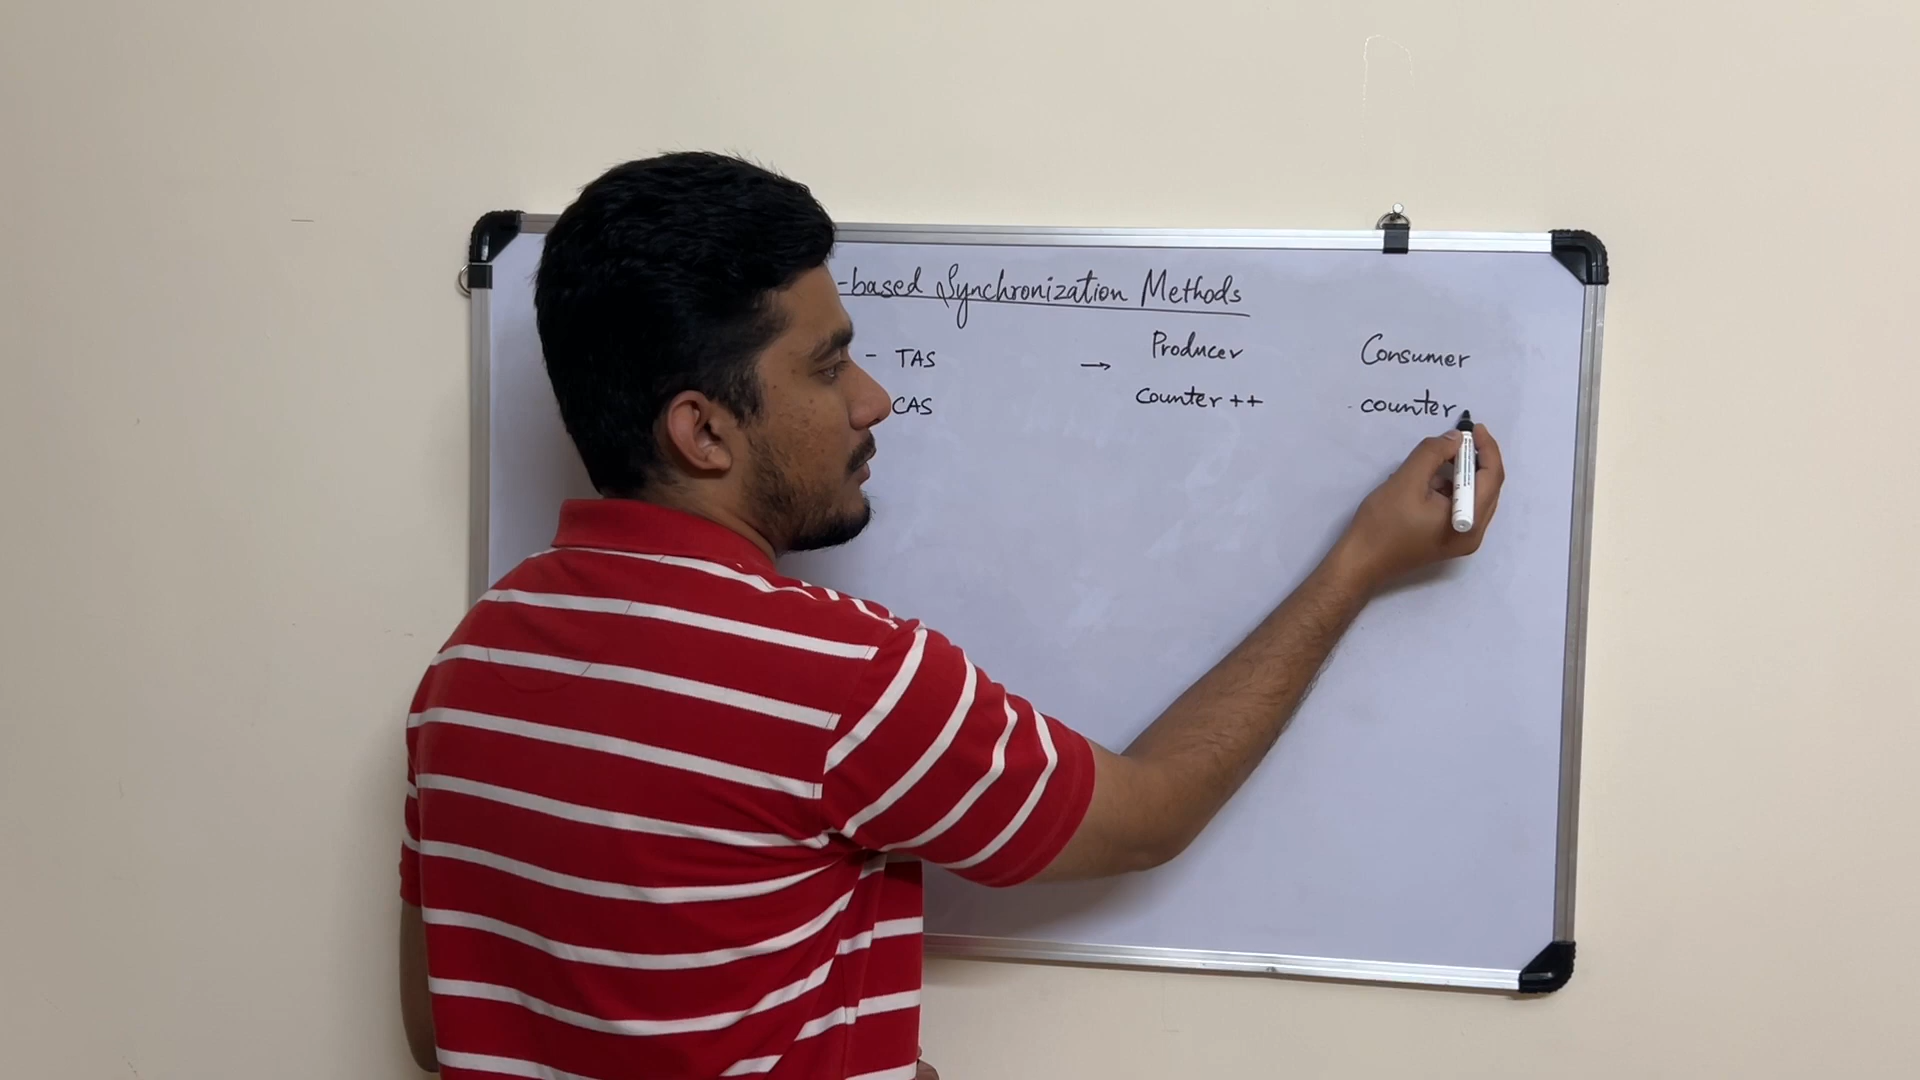 -based Synchronization Methods
- TAS
CAS
→ Producer Consumer
Counter ++ counter